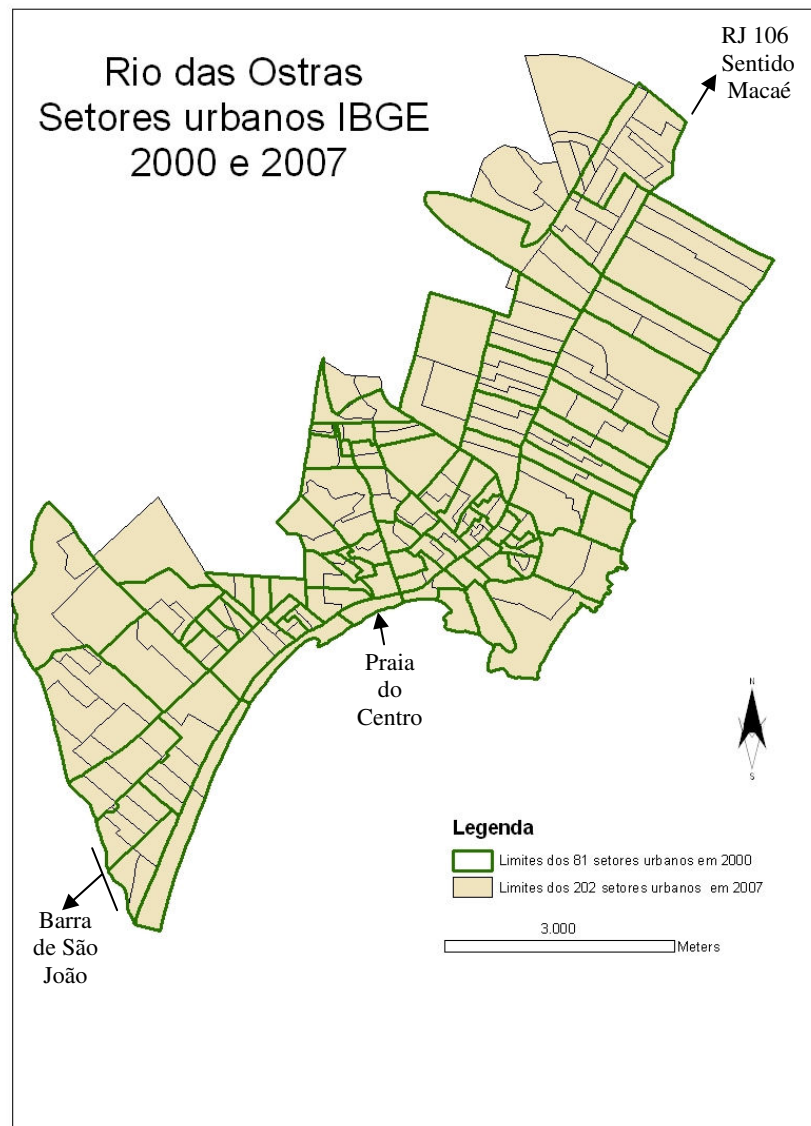 Rio das Ostras
Setores urbanos IBGE
2000 e 2007
RJ 106
Sentido
Macaé
Praia
do
Centro
N
S
Legenda
Limites dos 81 setores urbanos em 2000
Limites dos 202 setores urbanos em 2007
3.000
Meters
Barra
de São
João